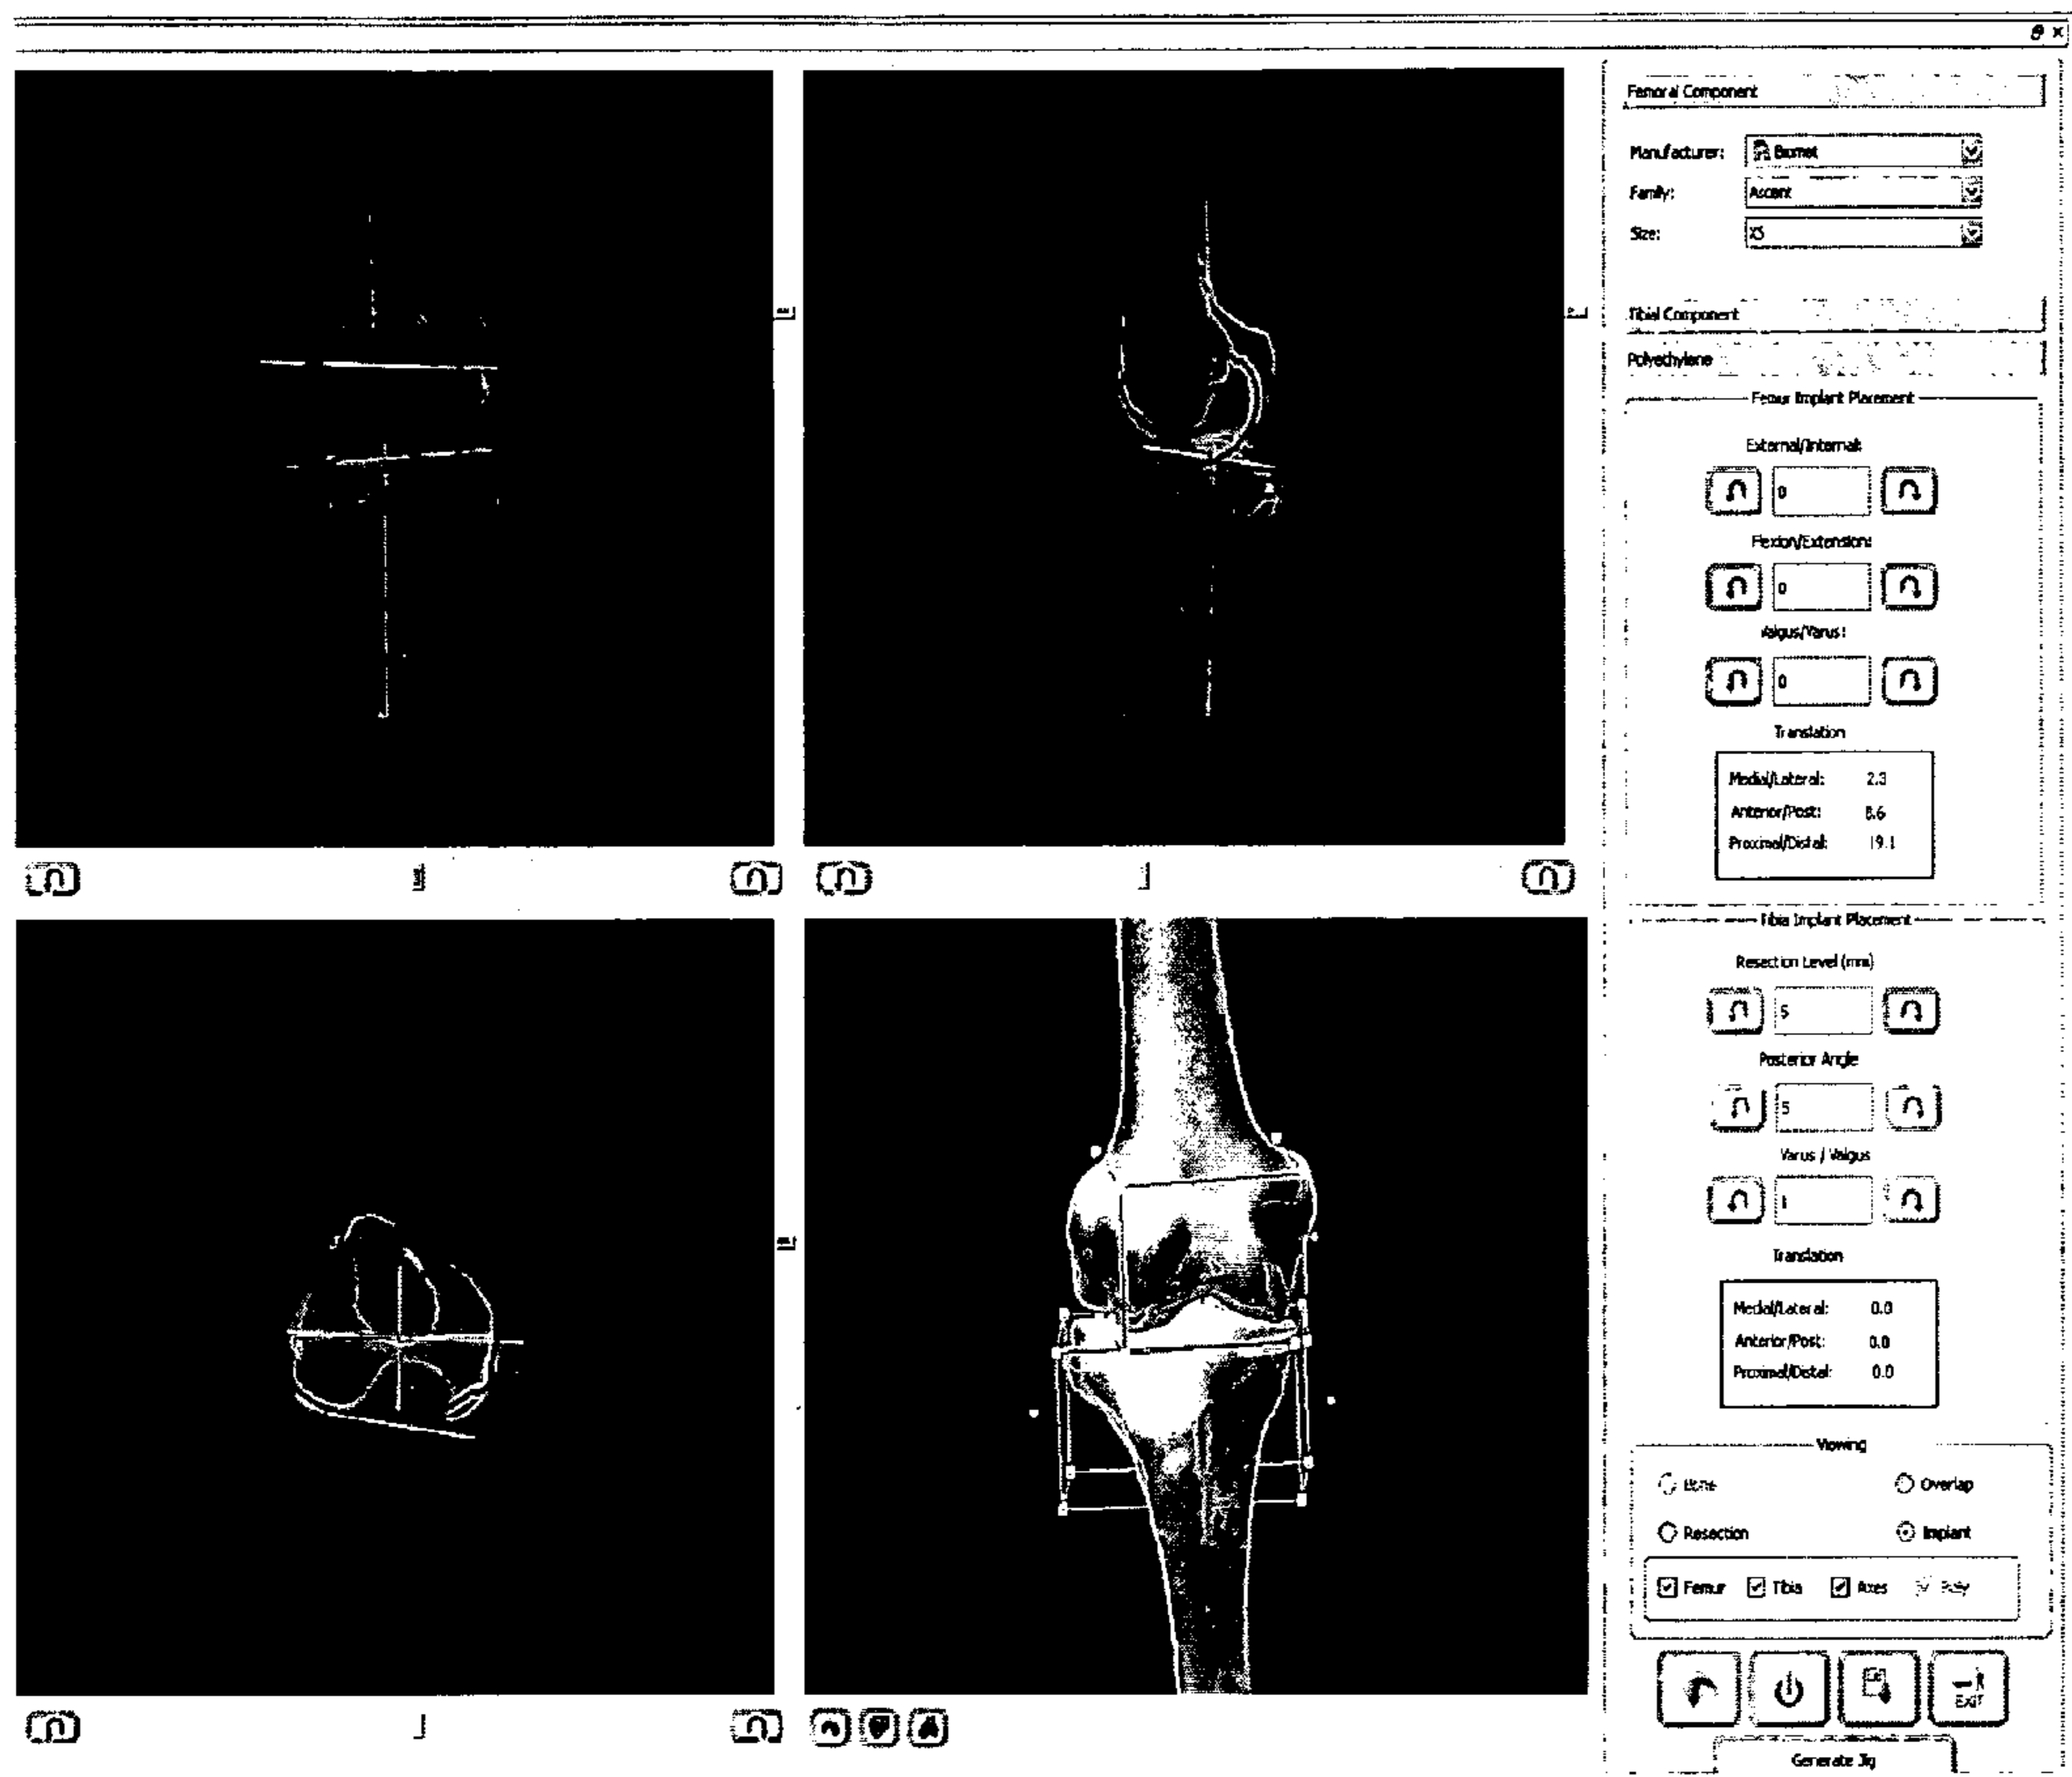 Femoral Component
Manufacturer: Biomet
Family: Ascent
Size: XS
Tibial Component
Polyethylene
Femur Implant Placement
External/Internal:
0
Flexion/Extension:
0
Valgus/Varus:
0
Translation
Medial/Lateral: 2.3
Anterior/Post: 8.6
Proximal/Distal: 19.1
Tibia Implant Placement
Resection Level (mm)
5
Posterior Angle
5
Varus / Valgus
1
Translation
Medial/Lateral: 0.0
Anterior/Post: 0.0
Proximal/Distal: 0.0
Viewing
Bone Overlap
Resection Implant
Femur Tibia Axes Poly
EXIT
Generate Jig